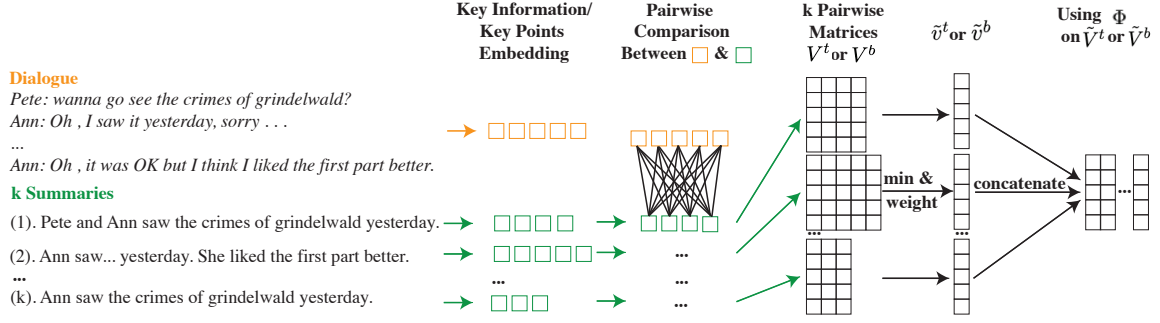 Key Information/
Key Points
Embedding
Pairwise
Comparison
Between □ & □
k Pairwise
Matrices
V^t or V^b
ṽ^t or ṽ^b
Using Φ
on Ṽ^t or Ṽ^b
Dialogue
Pete: wanna go see the crimes of grindelwald?
Ann: Oh , I saw it yesterday, sorry . . .
...
Ann: Oh , it was OK but I think I liked the first part better.
k Summaries
(1). Pete and Ann saw the crimes of grindelwald yesterday.
(2). Ann saw... yesterday. She liked the first part better.
...
(k). Ann saw the crimes of grindelwald yesterday.
...
...
...
...
min &
weight
...
concatenate
...